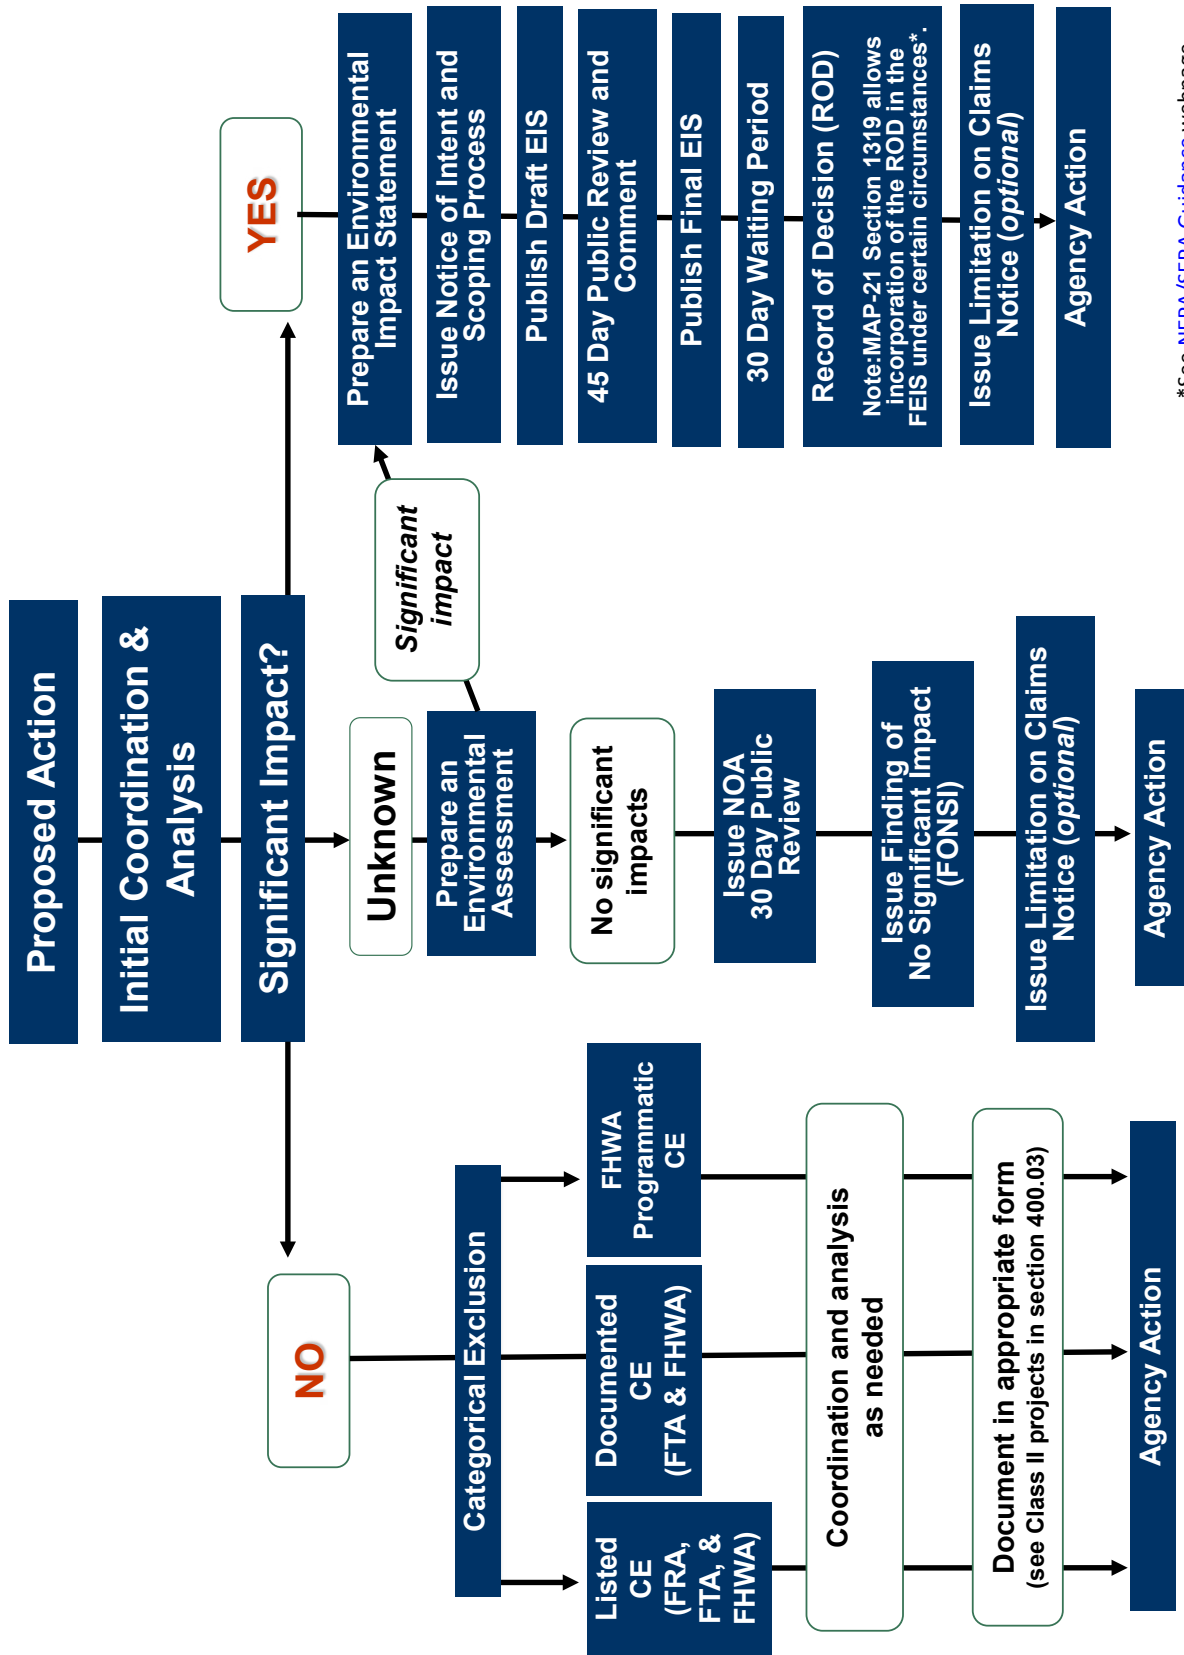 Proposed Action
Initial Coordination &
Analysis
Significant Impact?
NO
Categorical Exclusion
Listed
CE
(FRA,
FTA, &
FHWA)
Documented
CE
(FTA & FHWA)
FHWA
Programmatic
CE
Coordination and analysis
as needed
Document in appropriate form
(see Class II projects in section 400.03)
Agency Action
Unknown
Prepare an
Environmental
Assessment
Significant
impact
No significant
impacts
Issue NOA
30 Day Public
Review
Issue Finding of
No Significant Impact
(FONSI)
Issue Limitation on Claims
Notice (optional)
Agency Action
YES
Prepare an Environmental
Impact Statement
Issue Notice of Intent and
Scoping Process
Publish Draft EIS
45 Day Public Review and
Comment
Publish Final EIS
30 Day Waiting Period
Record of Decision (ROD)
Note:MAP-21 Section 1319 allows
incorporation of the ROD in the
FEIS under certain circumstances*.
Issue Limitation on Claims
Notice (optional)
Agency Action
*See NEPA/SEPA Guidance webpage